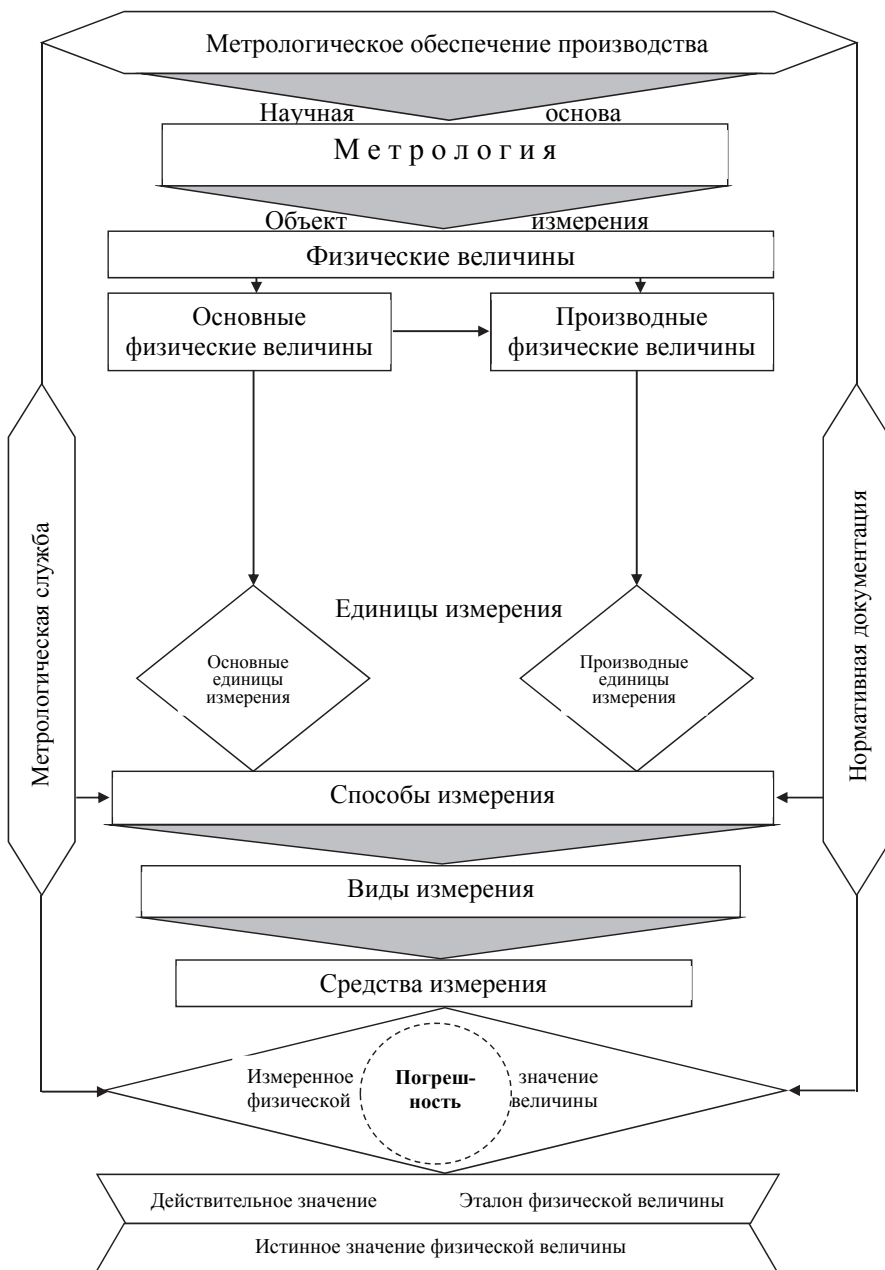 Метрологическое обеспечение производства
Научная основа
Метрология
Объект измерения
Физические величины
Основные
физические величины
Производные
физические величины
Метрологическая служба
Нормативная документация
Единицы измерения
Основные
единицы
измерения
Производные
единицы
измерения
Способы измерения
Виды измерения
Средства измерения
Измеренное значение
физической величины
Погреш-
ность
Действительное значение
Эталон физической величины
Истинное значение физической величины